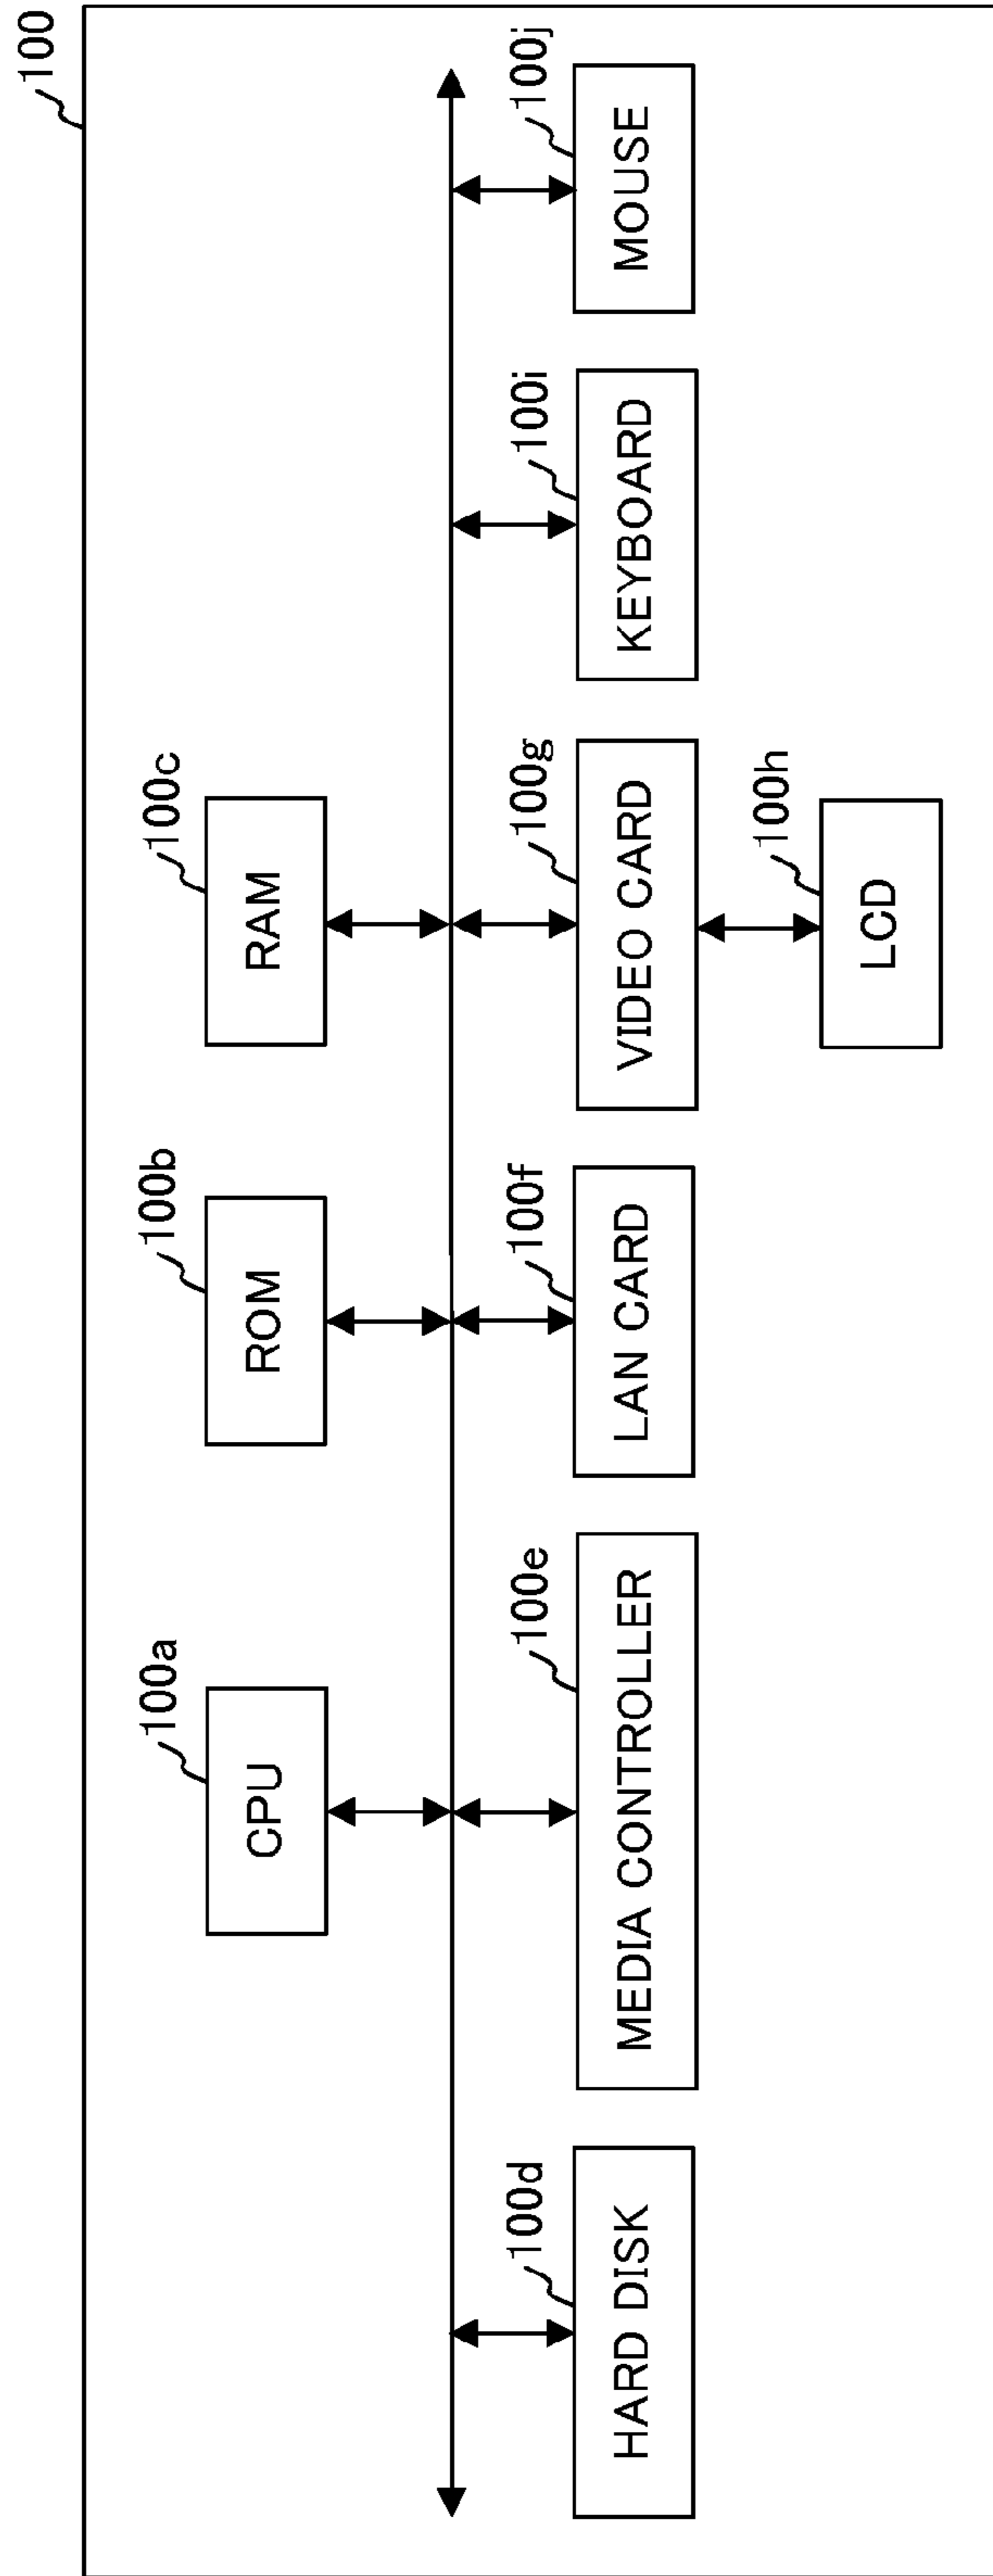 100
100a
CPU
100b
ROM
100c
RAM
100d
HARD DISK
100e
MEDIA CONTROLLER
100f
LAN CARD
100g
VIDEO CARD
100i
KEYBOARD
100j
MOUSE
100h
LCD